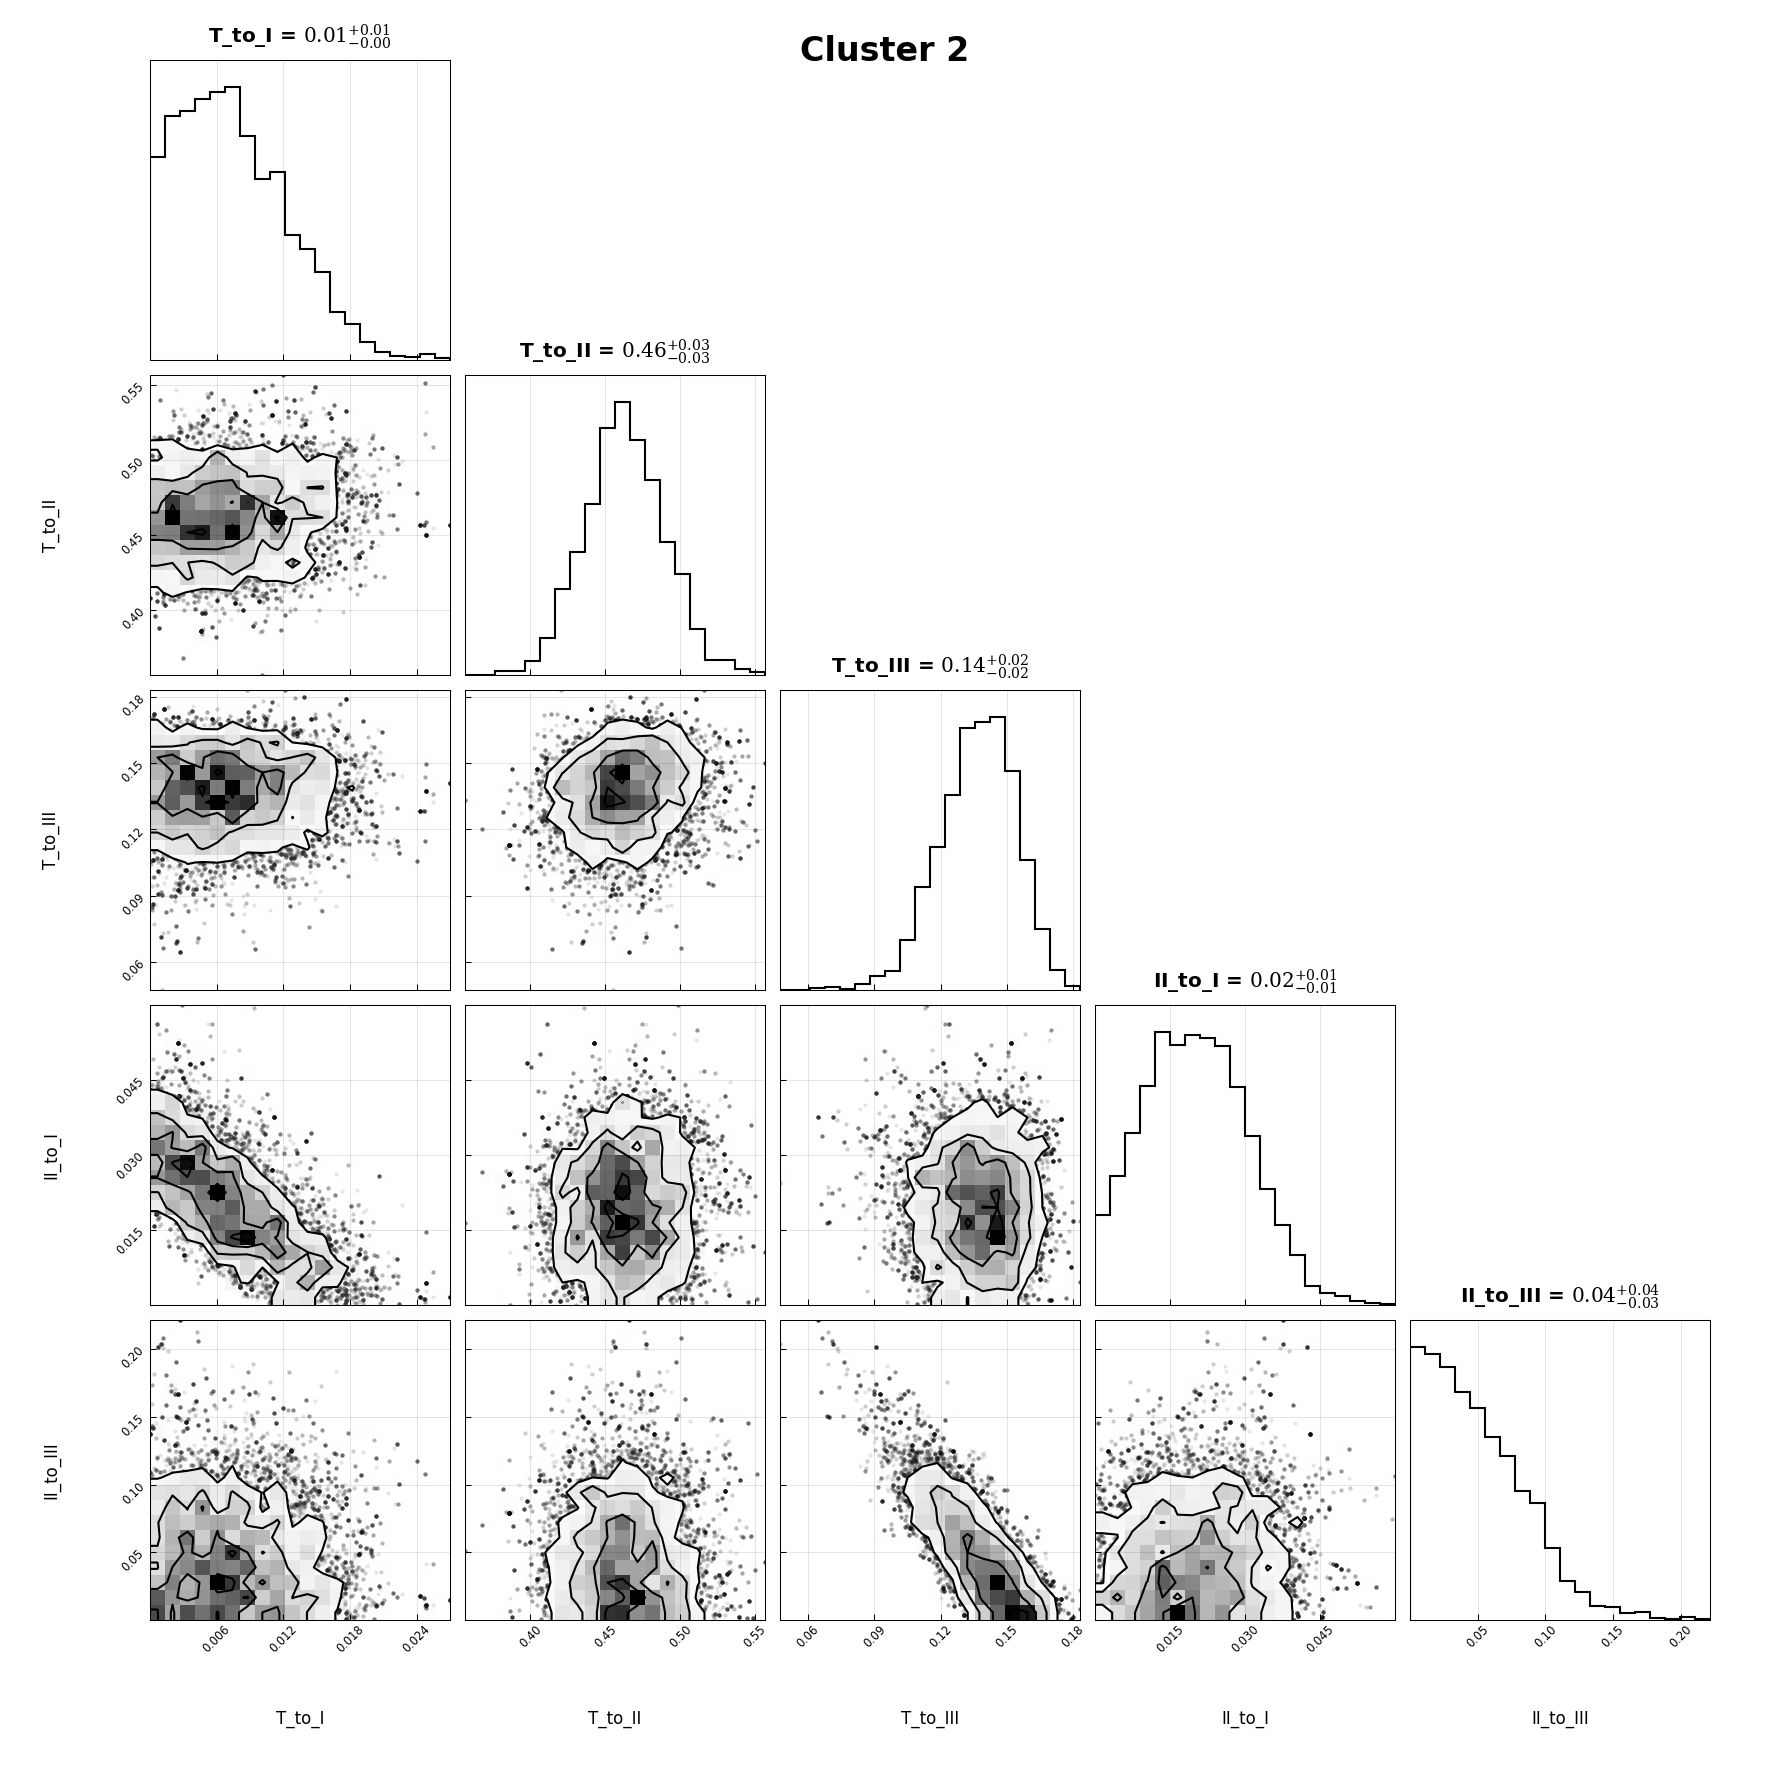 Cluster 2
T_to_I = 0.01+0.01−0.00
T_to_II = 0.46+0.03−0.03
0.55
0.50
0.45
0.40
T_to_II
T_to_III = 0.14+0.02−0.02
0.18
0.15
0.12
0.09
0.06
T_to_III
II_to_I = 0.02+0.01−0.01
0.045
0.030
0.015
II_to_I
II_to_III = 0.04+0.04−0.03
0.20
0.15
0.10
0.05
II_to_III
0.006 0.012 0.018 0.024
0.40 0.45 0.50 0.55
0.06 0.09 0.12 0.15 0.18
0.015 0.030 0.045
0.05 0.10 0.15 0.20
T_to_I T_to_II T_to_III II_to_I II_to_III